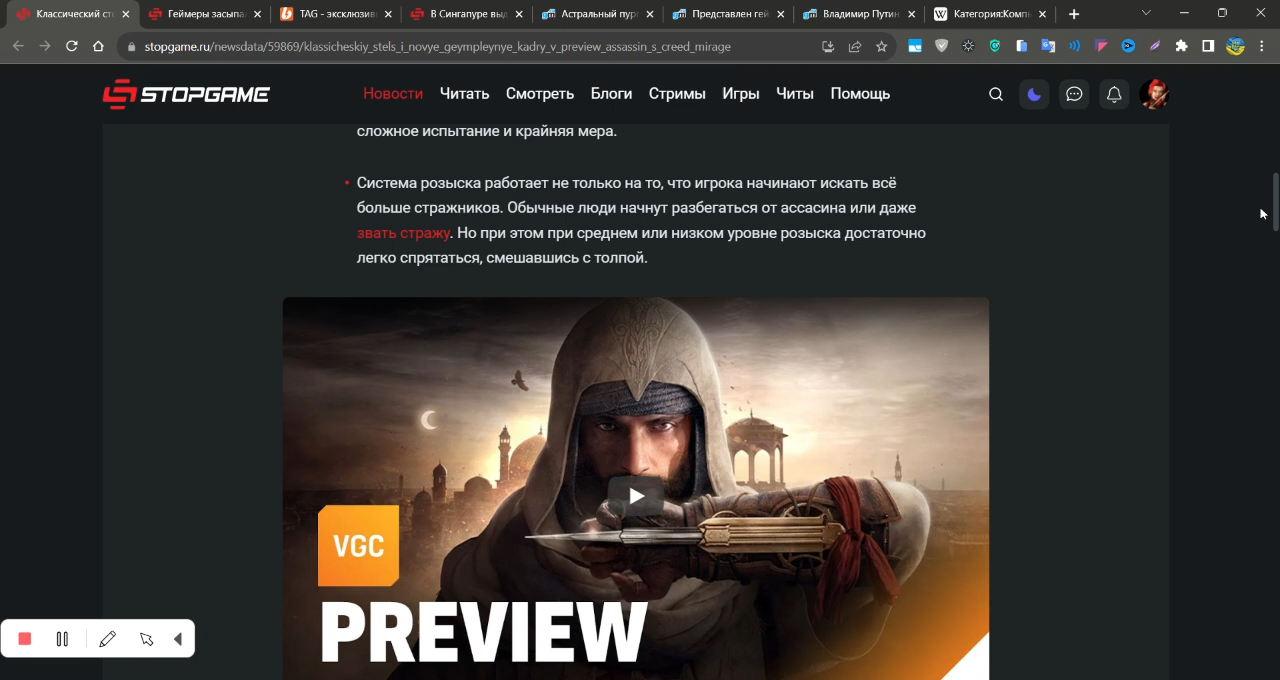 Классический сте
Геймеры засыпа
TAG - эксклюзив
В Сингапуре выд
Астральный пург
Представлен гей
Владимир Путин
Категория:Комп
stopgame.ru/newsdata/59869/klassicheskiy_stels_i_novye_geympleynye_kadry_v_preview_assassin_s_creed_mirage
STOPGAME
Новости
Читать
Смотреть
Блоги
Стримы
Игры
Читы
Помощь
сложное испытание и крайняя мера.
Система розыска работает не только на то, что игрока начинают искать всё
больше стражников. Обычные люди начнут разбегаться от ассасина или даже
звать стражу. Но при этом при среднем или низком уровне розыска достаточно
легко спрятаться, смешавшись с толпой.
VGC
PREVIEW